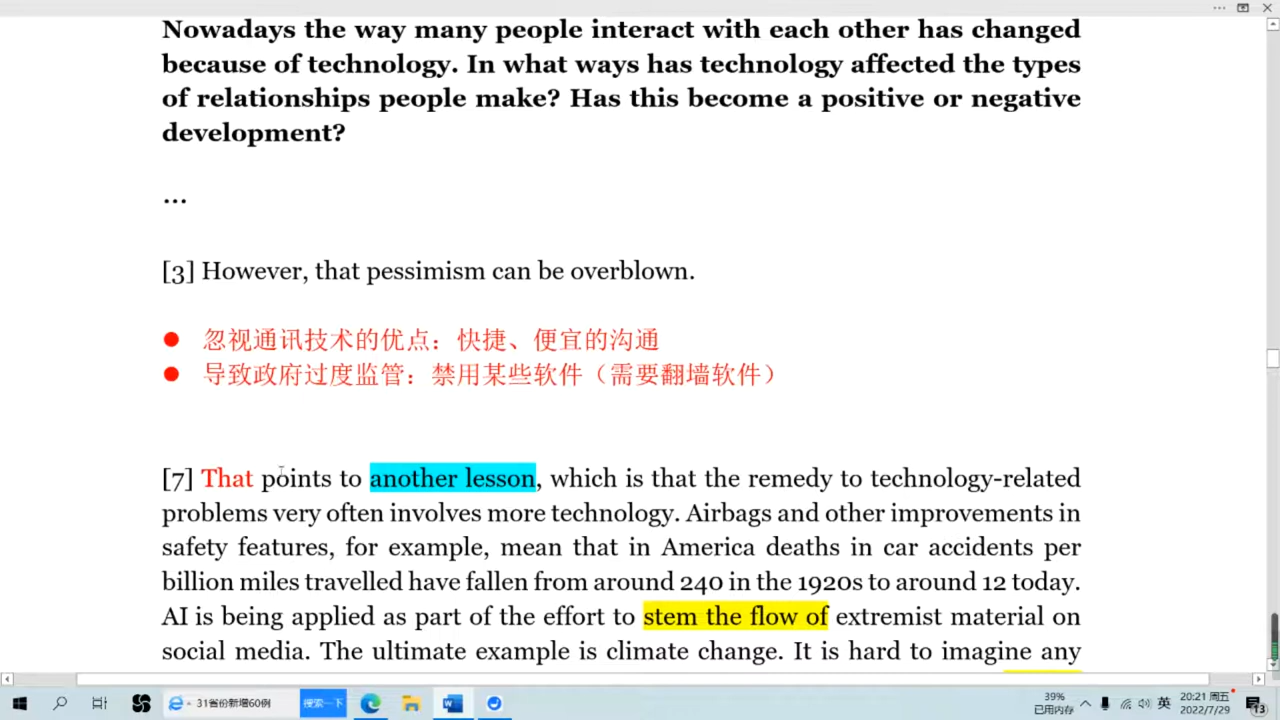 Nowadays the way many people interact with each other has changed
because of technology. In what ways has technology affected the types
of relationships people make? Has this become a positive or negative
development?
...
[3] However, that pessimism can be overblown.
● 忽视通讯技术的优点：快捷、便宜的沟通
● 导致政府过度监管：禁用某些软件（需要翻墙软件）
[7] That points to another lesson, which is that the remedy to technology-related
problems very often involves more technology. Airbags and other improvements in
safety features, for example, mean that in America deaths in car accidents per
billion miles travelled have fallen from around 240 in the 1920s to around 12 today.
AI is being applied as part of the effort to stem the flow of extremist material on
social media. The ultimate example is climate change. It is hard to imagine any
31省份新增60例
搜索一下
39%
已用内存
英
20:21 周五
2022/7/29
13